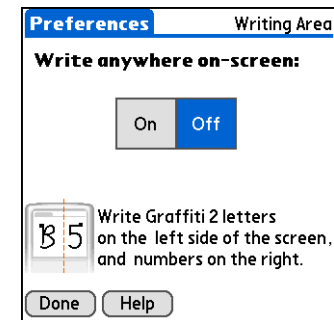 Preferences Writing Area
Write anywhere on-screen:
On Off
B 5
Write Graffiti 2 letters
on the left side of the screen,
and numbers on the right.
Done Help